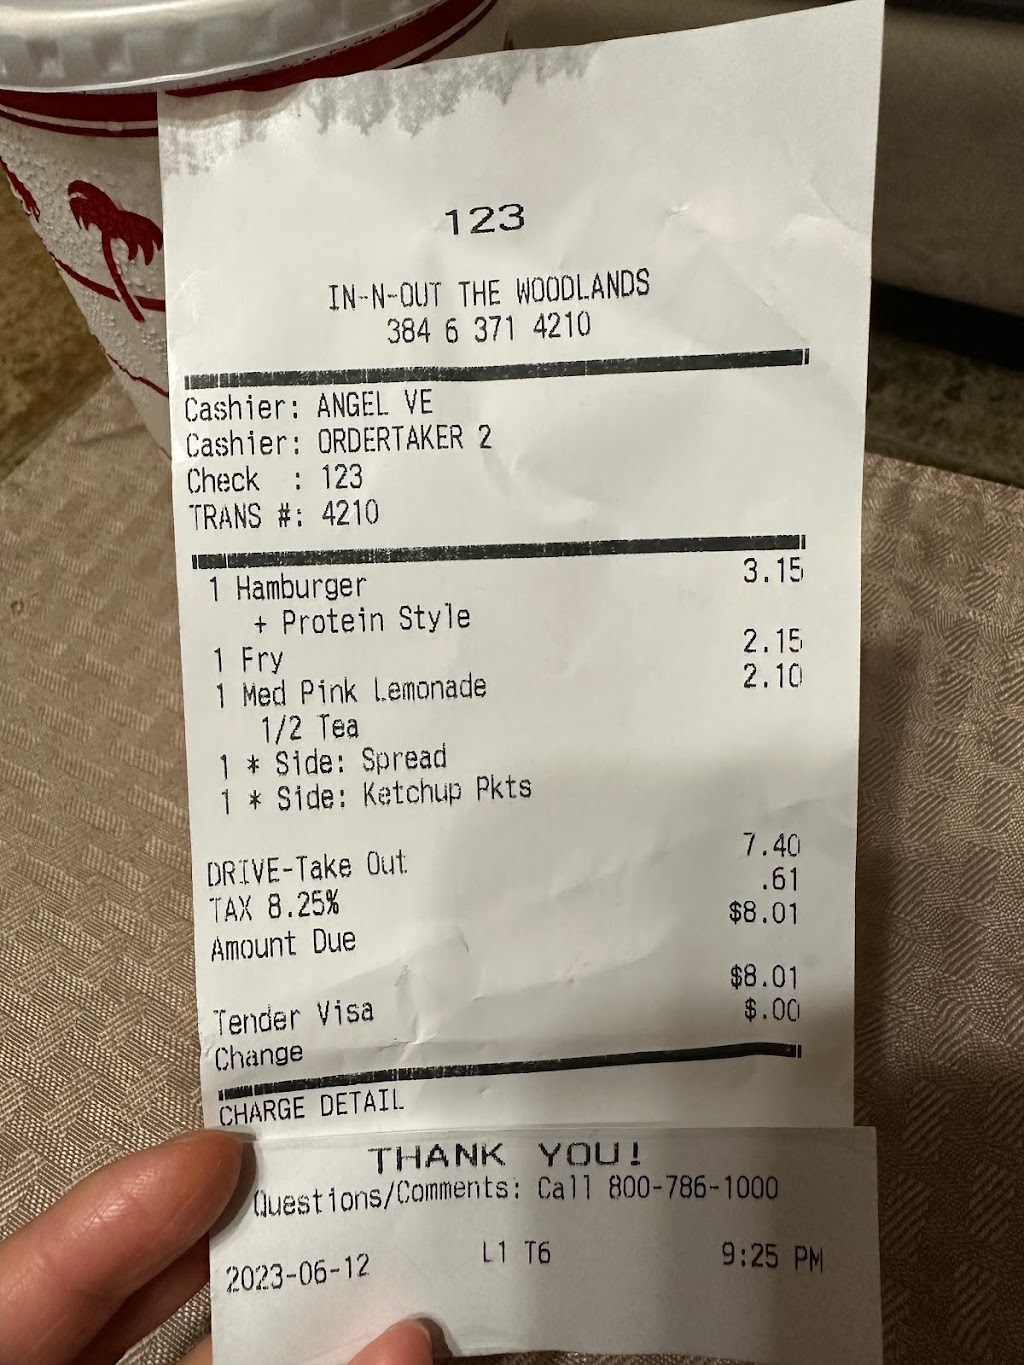 123
IN-N-OUT THE WOODLANDS
384 6 371 4210
Cashier: ANGEL VE
Cashier: ORDERTAKER 2
Check : 123
TRANS #: 4210
1 Hamburger 3.15
+ Protein Style
1 Fry 2.15
1 Med Pink Lemonade 2.10
1/2 Tea
1 * Side: Spread
1 * Side: Ketchup Pkts
DRIVE-Take Out 7.40
TAX 8.25% .61
Amount Due $8.01
Tender Visa $8.01
Change $.00
CHARGE DETAIL
THANK YOU!
Questions/Comments: Call 800-786-1000
2023-06-12 L1 T6 9:25 PM